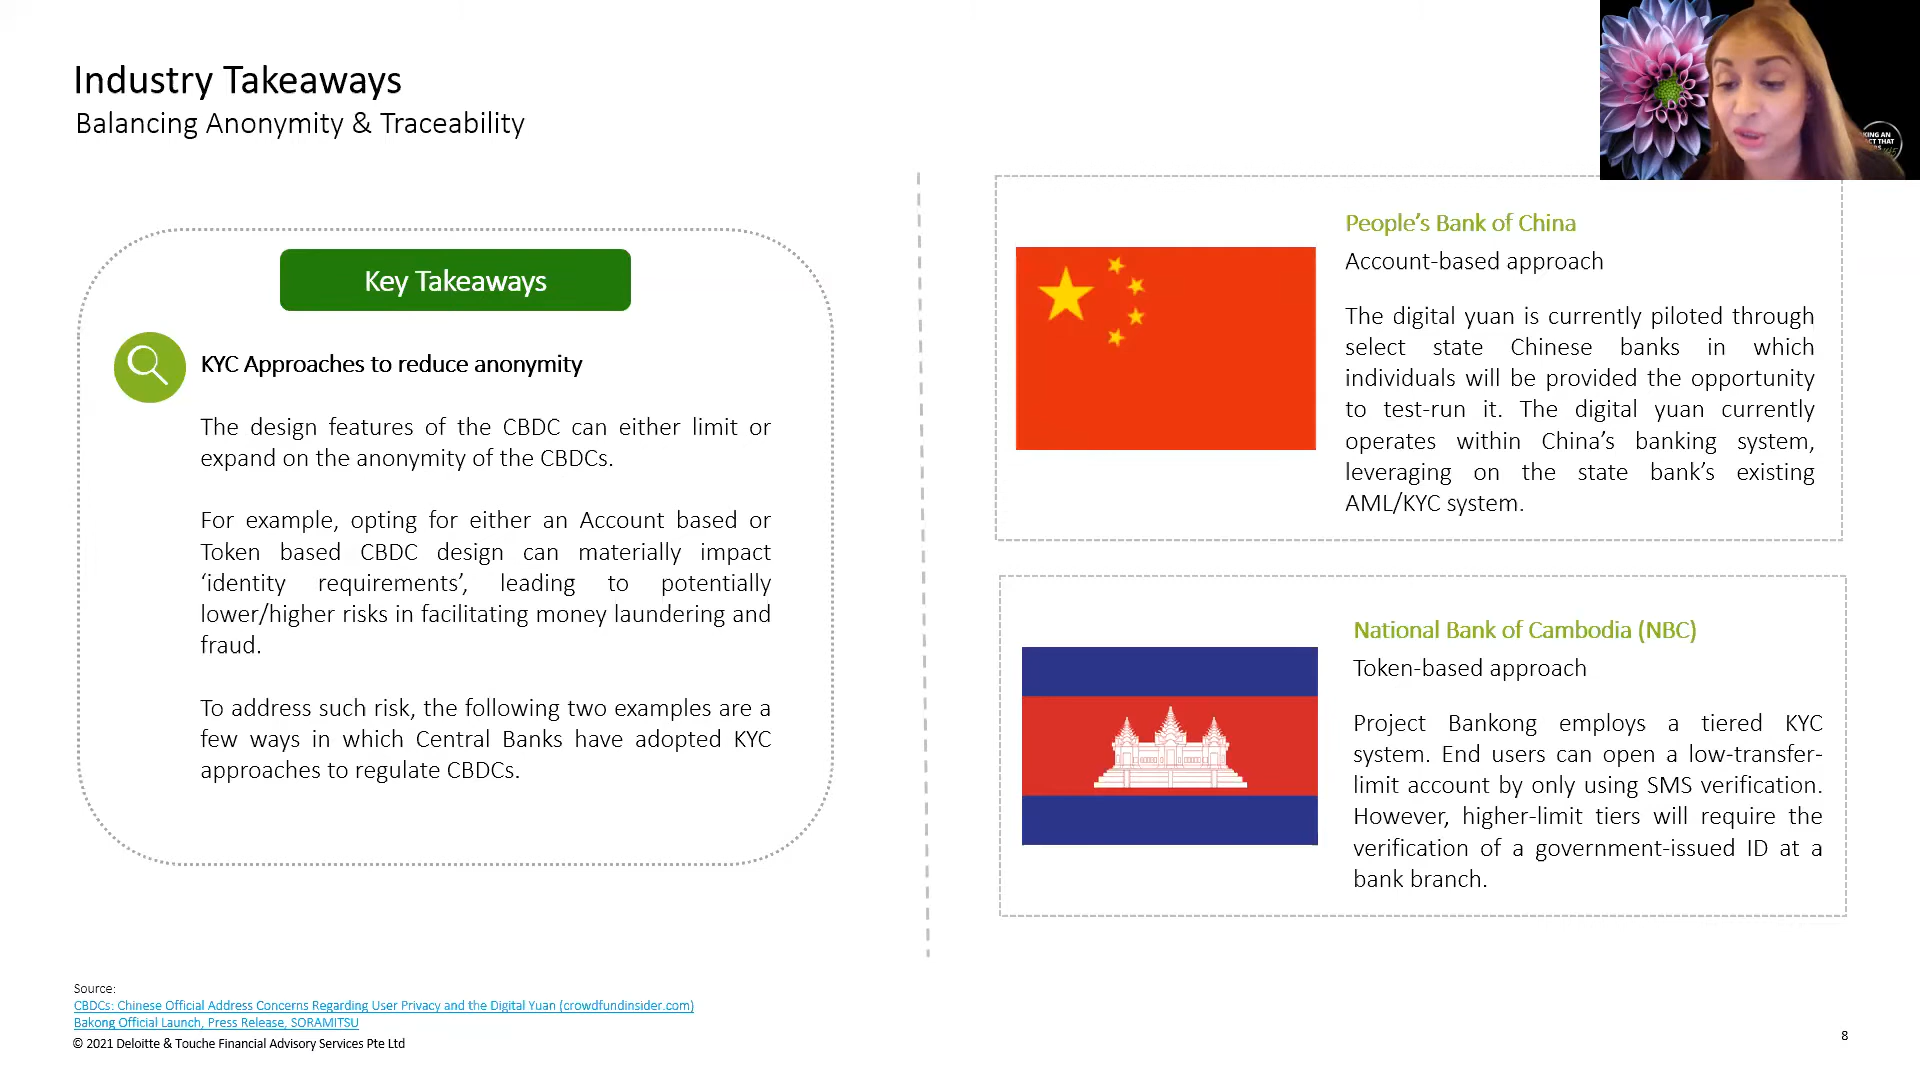 Industry Takeaways
Balancing Anonymity & Traceability
Key Takeaways
KYC Approaches to reduce anonymity
The design features of the CBDC can either limit or
expand on the anonymity of the CBDCs.
For example, opting for either an Account based or
Token based CBDC design can materially impact
‘identity requirements’, leading to potentially
lower/higher risks in facilitating money laundering and
fraud.
To address such risk, the following two examples are a
few ways in which Central Banks have adopted KYC
approaches to regulate CBDCs.
People’s Bank of China
Account-based approach
The digital yuan is currently piloted through
select state Chinese banks in which
individuals will be provided the opportunity
to test-run it. The digital yuan currently
operates within China’s banking system,
leveraging on the state bank’s existing
AML/KYC system.
National Bank of Cambodia (NBC)
Token-based approach
Project Bankong employs a tiered KYC
system. End users can open a low-transfer-
limit account by only using SMS verification.
However, higher-limit tiers will require the
verification of a government-issued ID at a
bank branch.
Source:
CBDCs: Chinese Official Address Concerns Regarding User Privacy and the Digital Yuan (crowdfundinsider.com)
Bakong Official Launch, Press Release, SORAMITSU
© 2021 Deloitte & Touche Financial Advisory Services Pte Ltd
8